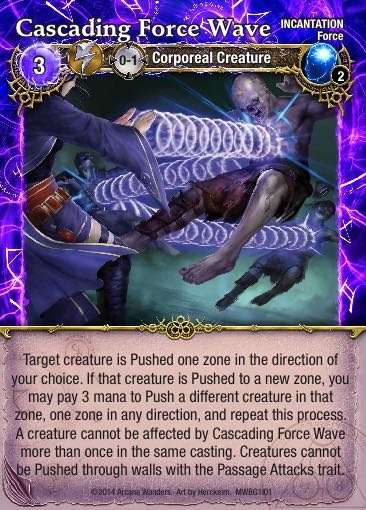 Cascading Force Wave
INCANTATION
Force
3
0-1
Corporeal Creature
2
Target creature is Pushed one zone in the direction of
your choice. If that creature is Pushed to a new zone, you
may pay 3 mana to Push a different creature in that
zone, one zone in any direction, and repeat this process.
A creature cannot be affected by Cascading Force Wave
more than once in the same casting. Creatures cannot
be Pushed through walls with the Passage Attacks trait.
©2014 Arcane Wonders. Art by Herckeim. MWBG1I01